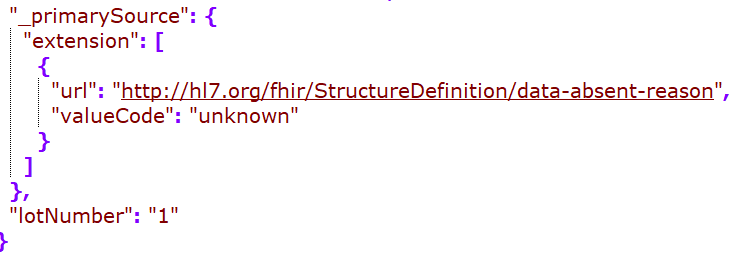 "_primarySource": {
"extension": [
{
"url": "http://hl7.org/fhir/StructureDefinition/data-absent-reason",
"valueCode": "unknown"
}
]
},
"lotNumber": "1"
}